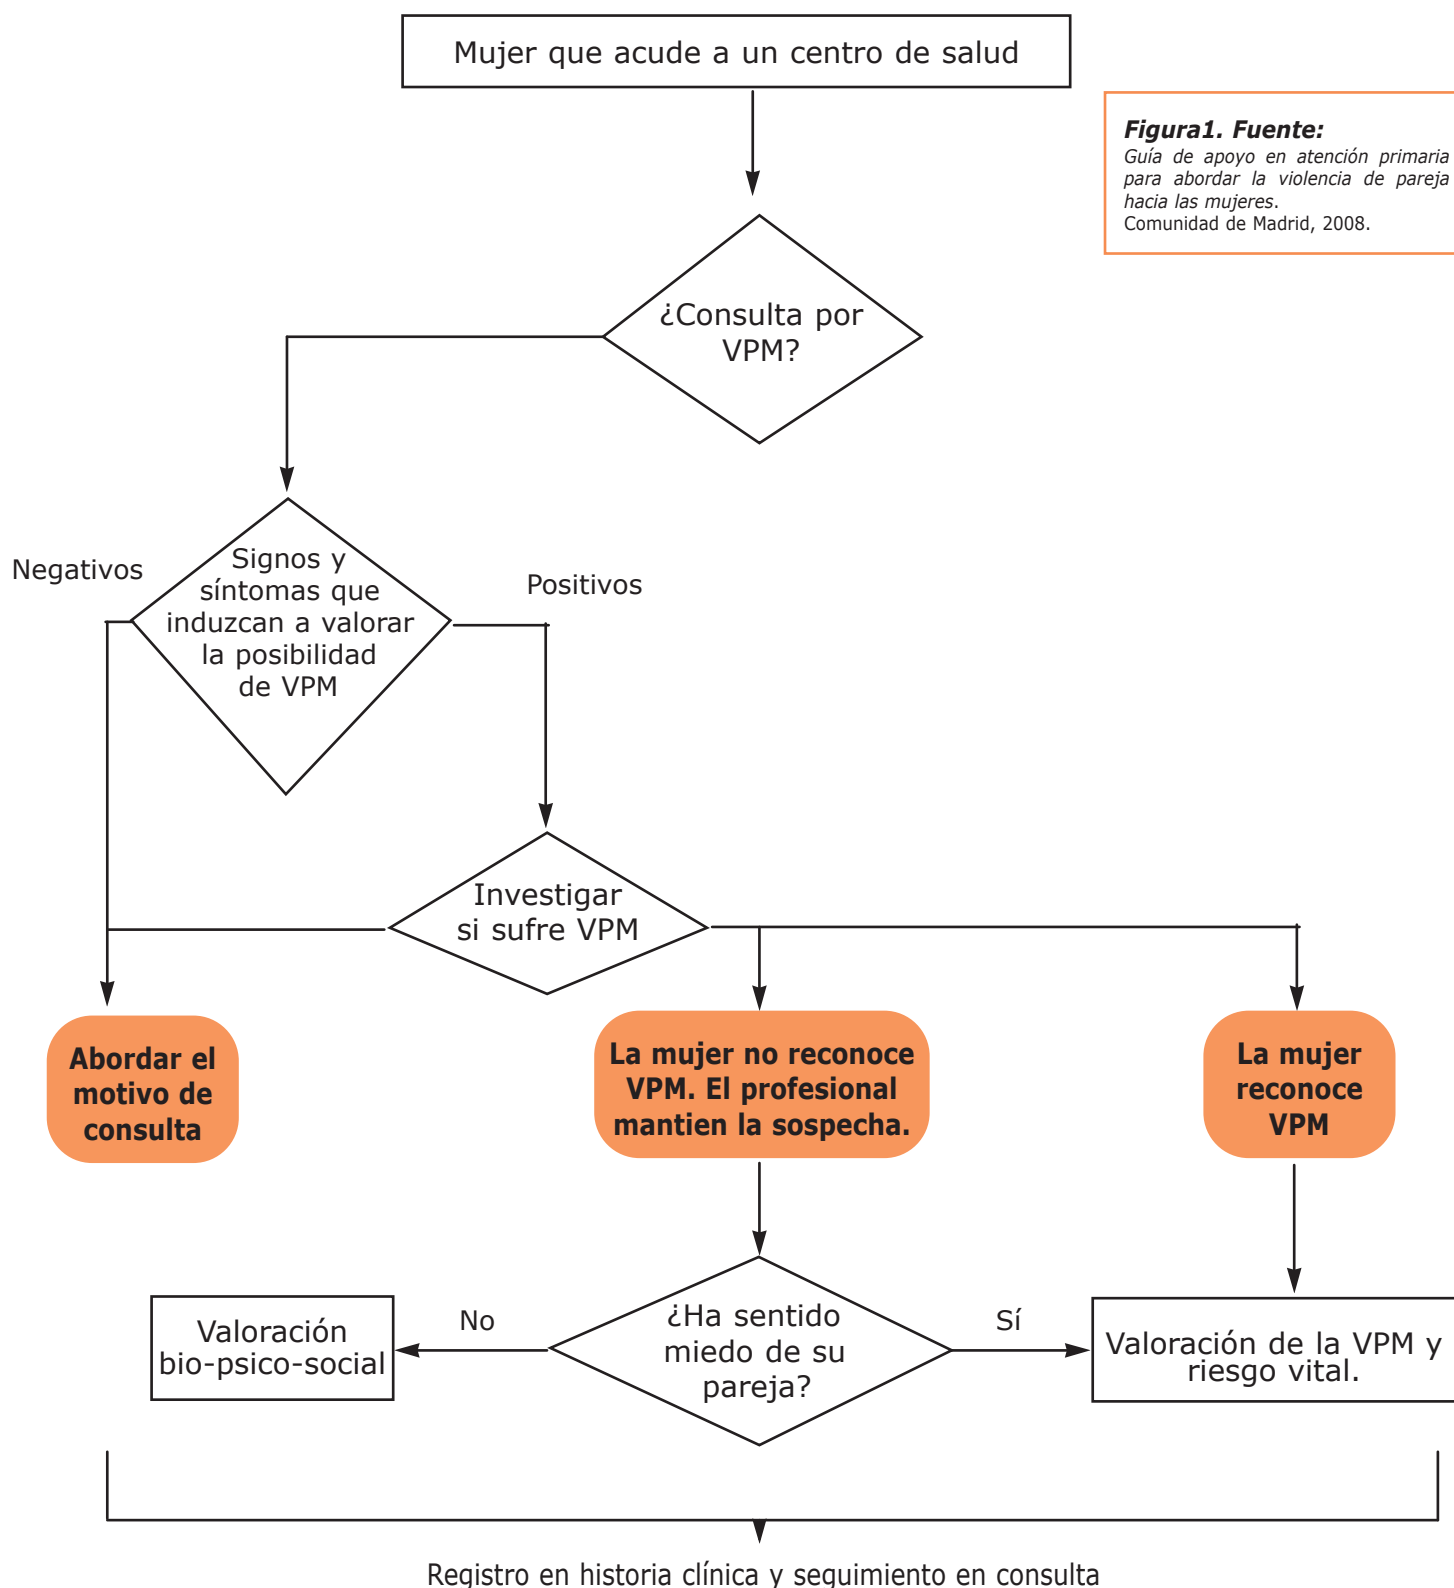 Mujer que acude a un centro de salud
Figura1. Fuente:
Guía de apoyo en atención primaria
para abordar la violencia de pareja
hacia las mujeres.
Comunidad de Madrid, 2008.
¿Consulta por
VPM?
Negativos
Signos y
síntomas que
induzcan a valorar
la posibilidad
de VPM
Positivos
Investigar
si sufre VPM
Abordar el
motivo de
consulta
La mujer no reconoce
VPM. El profesional
mantien la sospecha.
La mujer
reconoce
VPM
Valoración
bio-psico-social
No
¿Ha sentido
miedo de su
pareja?
Sí
Valoración de la VPM y
riesgo vital.
Registro en historia clínica y seguimiento en consulta